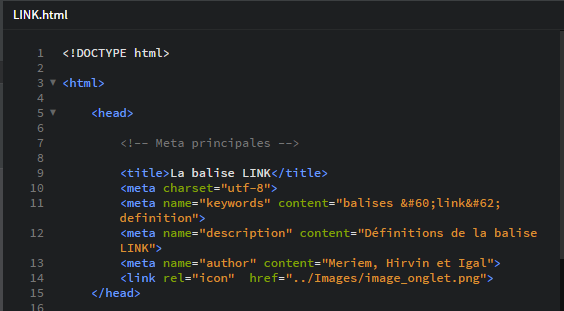 LINK.html
1 <!DOCTYPE html>
2
3 <html>
4
5 <head>
6
7 <!-- Meta principales -->
8
9 <title>La balise LINK</title>
10 <meta charset="utf-8">
11 <meta name="keywords" content="balises &#60;link&#62;
definition">
12 <meta name="description" content="Définitions de la balise
LINK">
13 <meta name="author" content="Meriem, Hirvin et Igal">
14 <link rel="icon"  href="../Images/image_onglet.png">
15 </head>
16